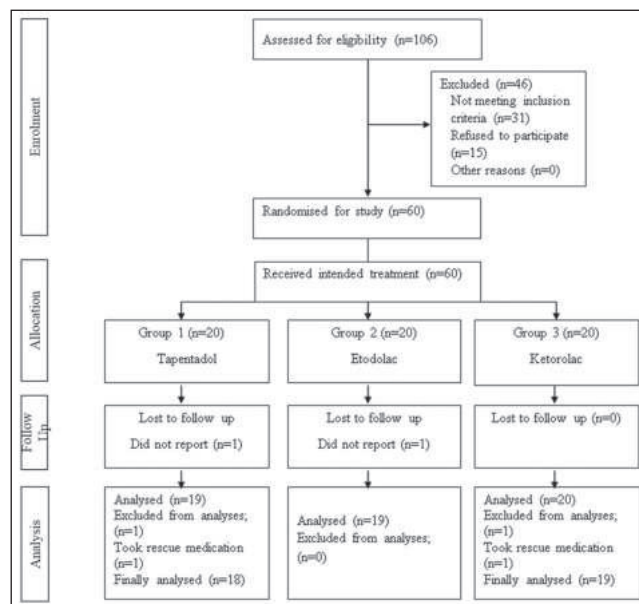 Assessed for eligibility (n=106)
Excluded (n=46)
Not meeting inclusion
criteria (n=31)
Refused to participate
(n=15)
Other reasons (n=0)
Enrolment
Randomised for study (n=60)
Received intended treatment (n=60)
Allocation
Group 1 (n=20)
Tapentadol
Group 2 (n=20)
Etodolac
Group 3 (n=20)
Ketorolac
Follow
Up
Lost to follow up
Did not report (n=1)
Lost to follow up
Did not report (n=1)
Lost to follow up (n=0)
Analysis
Analysed (n=19)
Excluded from analyses;
(n=1)
Took rescue medication
(n=1)
Finally analysed (n=18)
Analysed (n=19)
Excluded from analyses;
(n=0)
Analysed (n=20)
Excluded from analyses;
(n=1)
Took rescue medication
(n=1)
Finally analysed (n=19)